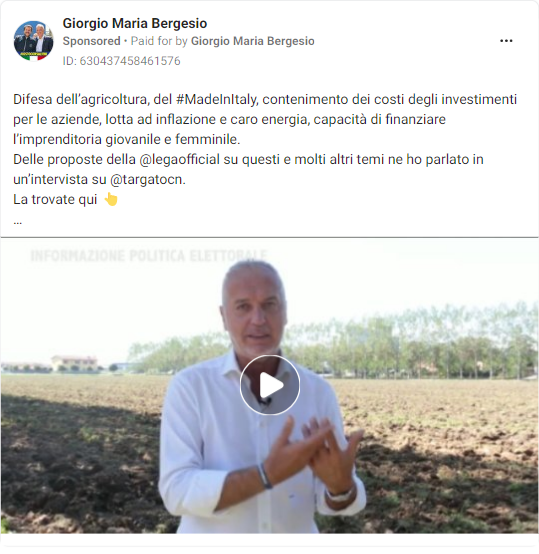 Giorgio Maria Bergesio
Sponsored • Paid for by Giorgio Maria Bergesio
ID: 630437458461576
Difesa dell’agricoltura, del #MadeInItaly, contenimento dei costi degli investimenti
per le aziende, lotta ad inflazione e caro energia, capacità di finanziare
l’imprenditoria giovanile e femminile.
Delle proposte della @legaofficial su questi e molti altri temi ne ho parlato in
un’intervista su @targatocn.
La trovate qui 👆
...
INFORMAZIONE POLITICA ELETTORALE